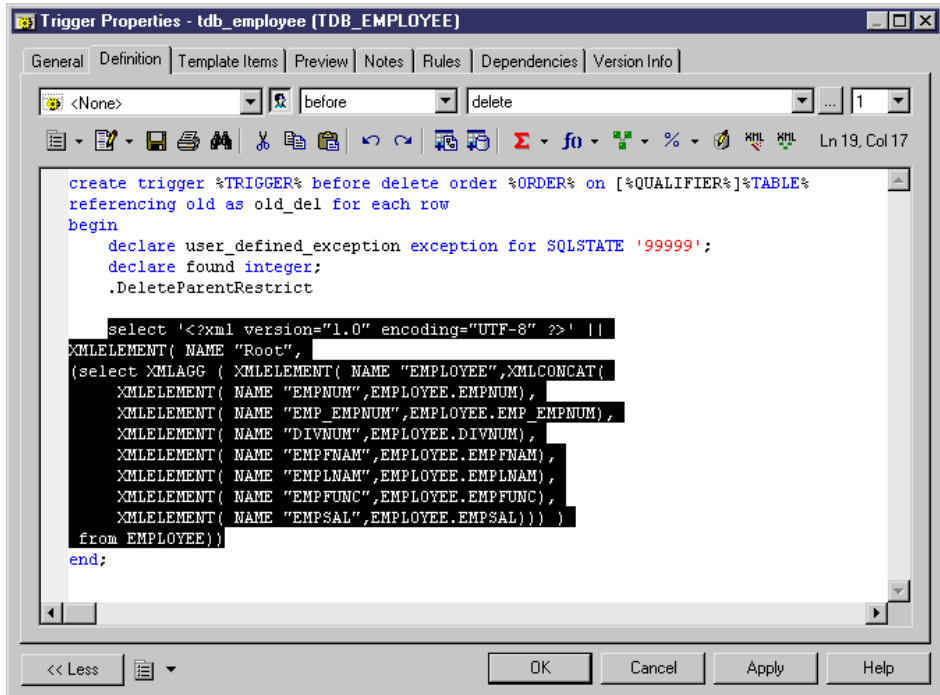 Trigger Properties - tdb_employee (TDB_EMPLOYEE)
General Definition Template Items Preview Notes Rules Dependencies Version Info
<None> before delete ... 1
Σ f() % XML XML Ln 19, Col 17
create trigger %TRIGGER% before delete order %ORDER% on [%QUALIFIER%]%TABLE%
referencing old as old_del for each row
begin
declare user_defined_exception exception for SQLSTATE '99999';
declare found integer;
.DeleteParentRestrict
select '<?xml version="1.0" encoding="UTF-8" ?>' ||
XMLELEMENT( NAME "Root",
(select XMLAGG ( XMLELEMENT( NAME "EMPLOYEE",XMLCONCAT(
XMLELEMENT( NAME "EMPNUM",EMPLOYEE.EMPNUM),
XMLELEMENT( NAME "EMP_EMPNUM",EMPLOYEE.EMP_EMPNUM),
XMLELEMENT( NAME "DIVNUM",EMPLOYEE.DIVNUM),
XMLELEMENT( NAME "EMPFNAM",EMPLOYEE.EMPFNAM),
XMLELEMENT( NAME "EMPLNAM",EMPLOYEE.EMPLNAM),
XMLELEMENT( NAME "EMPFUNC",EMPLOYEE.EMPFUNC),
XMLELEMENT( NAME "EMPSAL",EMPLOYEE.EMPSAL))) )
from EMPLOYEE))
end;
<< Less OK Cancel Apply Help